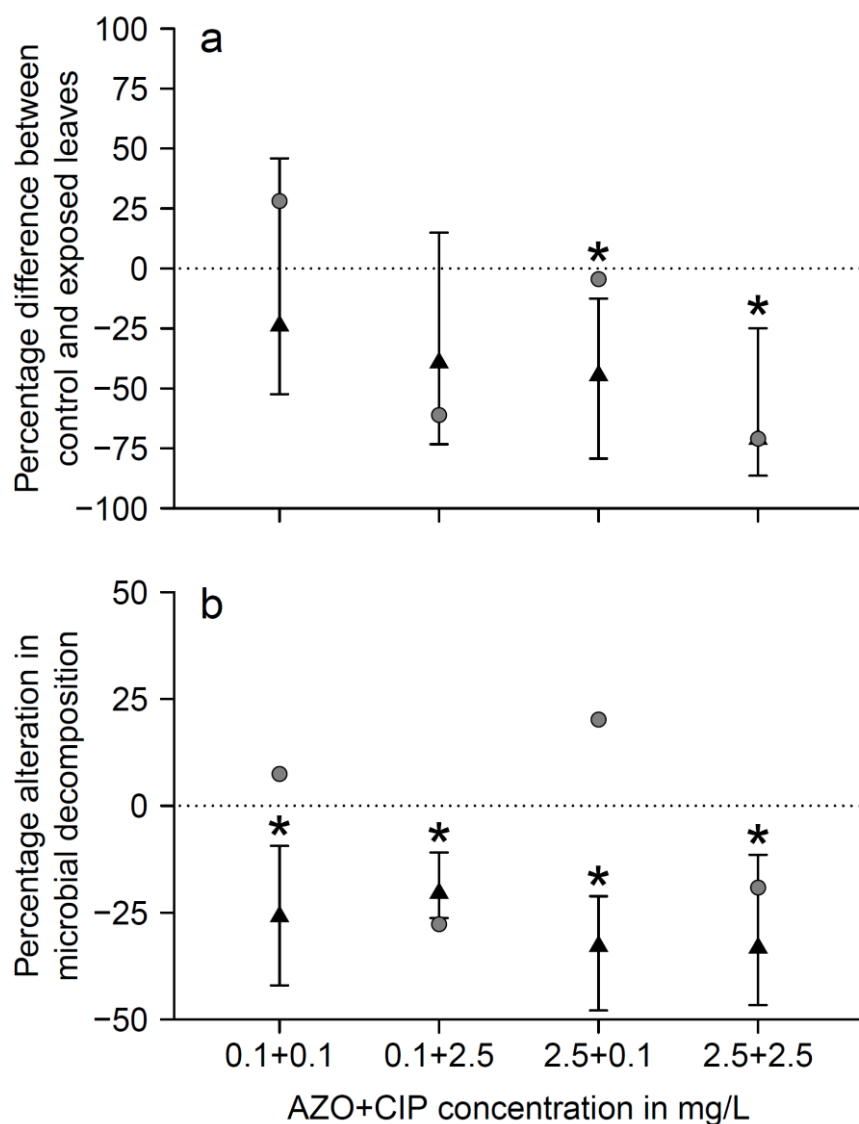 a
Percentage difference between
control and exposed leaves
100
75
50
25
0
−25
−50
−75
−100
*
*
b
Percentage alteration in
microbial decomposition
50
25
0
−25
−50
*
*
*
*
0.1+0.1 0.1+2.5 2.5+0.1 2.5+2.5
AZO+CIP concentration in mg/L